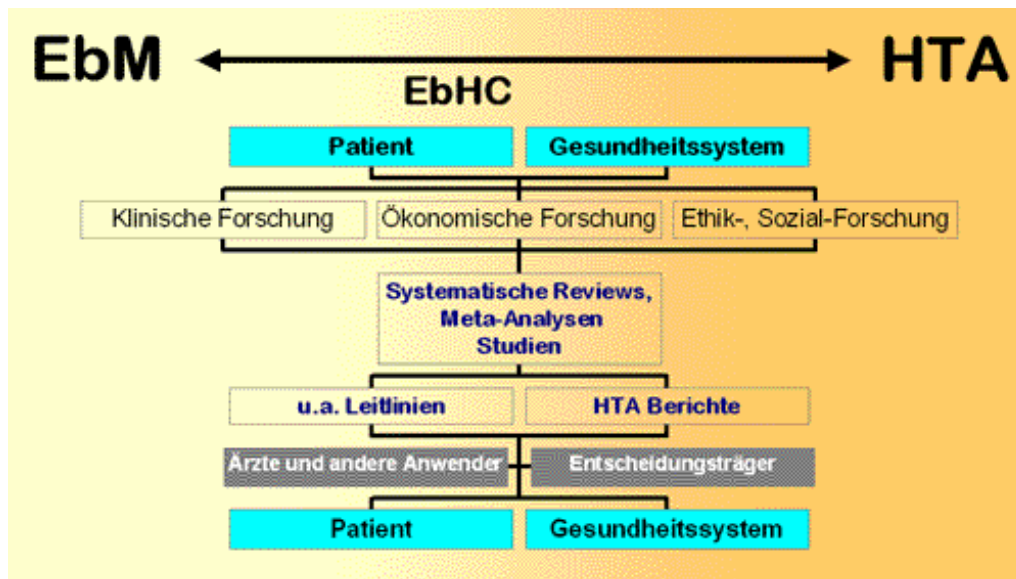 EbM
HTA
EbHC
Patient
Gesundheitssystem
Klinische Forschung
Ökonomische Forschung
Ethik-, Sozial-Forschung
Systematische Reviews,
Meta-Analysen
Studien
u.a. Leitlinien
HTA Berichte
Ärzte und andere Anwender
Entscheidungsträger
Patient
Gesundheitssystem